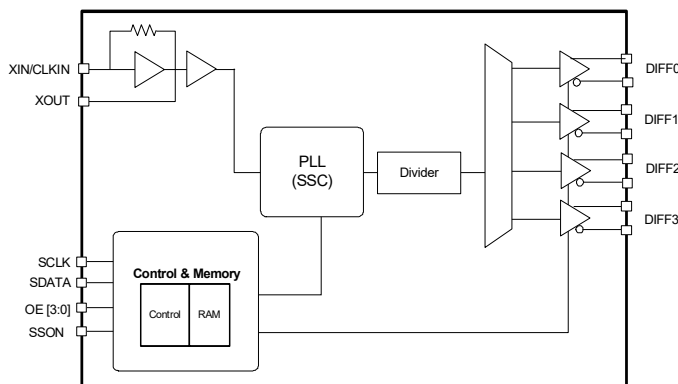 XIN/CLKIN
XOUT
PLL
(SSC)
Divider
DIFF0
DIFF1
DIFF2
DIFF3
SCLK
SDATA
OE [3:0]
SSON
Control & Memory
Control
RAM